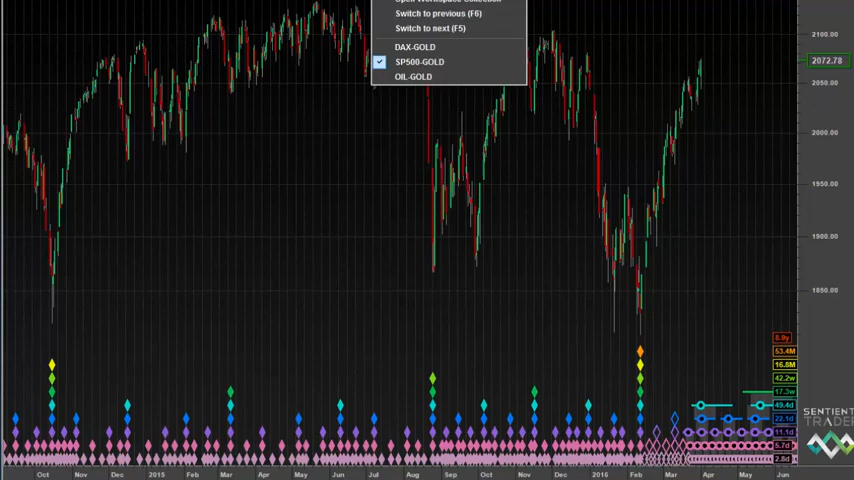 Switch to previous (F6)
Switch to next (F5)
DAX-GOLD
SP500-GOLD
OIL-GOLD
2100.00
2072.78
2050.00
2000.00
1950.00
1900.00
1850.00
8.9y
53.4M
16.8M
42.2w
17.3w
49.4d
22.1d
11.1d
5.7d
2.8d
SENTIENT
TRADE
Oct Nov Dec 2015 Feb Mar Apr May Jun Jul Aug Oct Nov Dec 2016 Feb Mar Apr May Jun